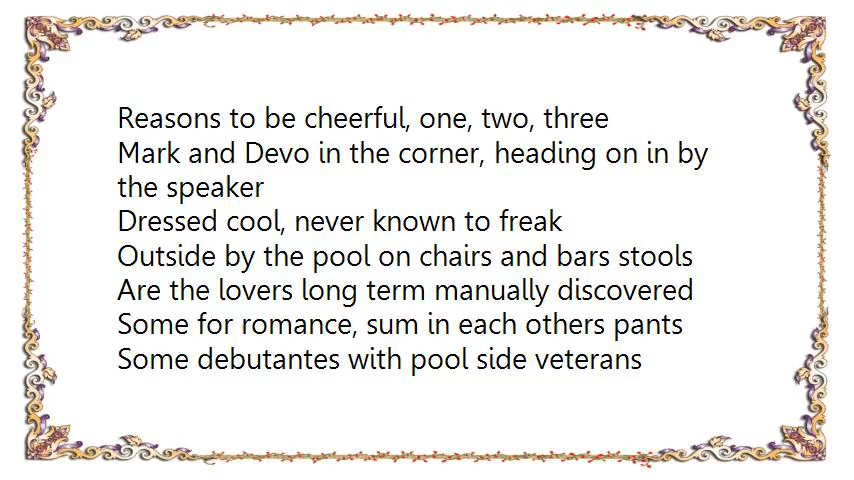 Reasons to be cheerful, one, two, three
Mark and Devo in the corner, heading on in by
the speaker
Dressed cool, never known to freak
Outside by the pool on chairs and bars stools
Are the lovers long term manually discovered
Some for romance, sum in each others pants
Some debutantes with pool side veterans